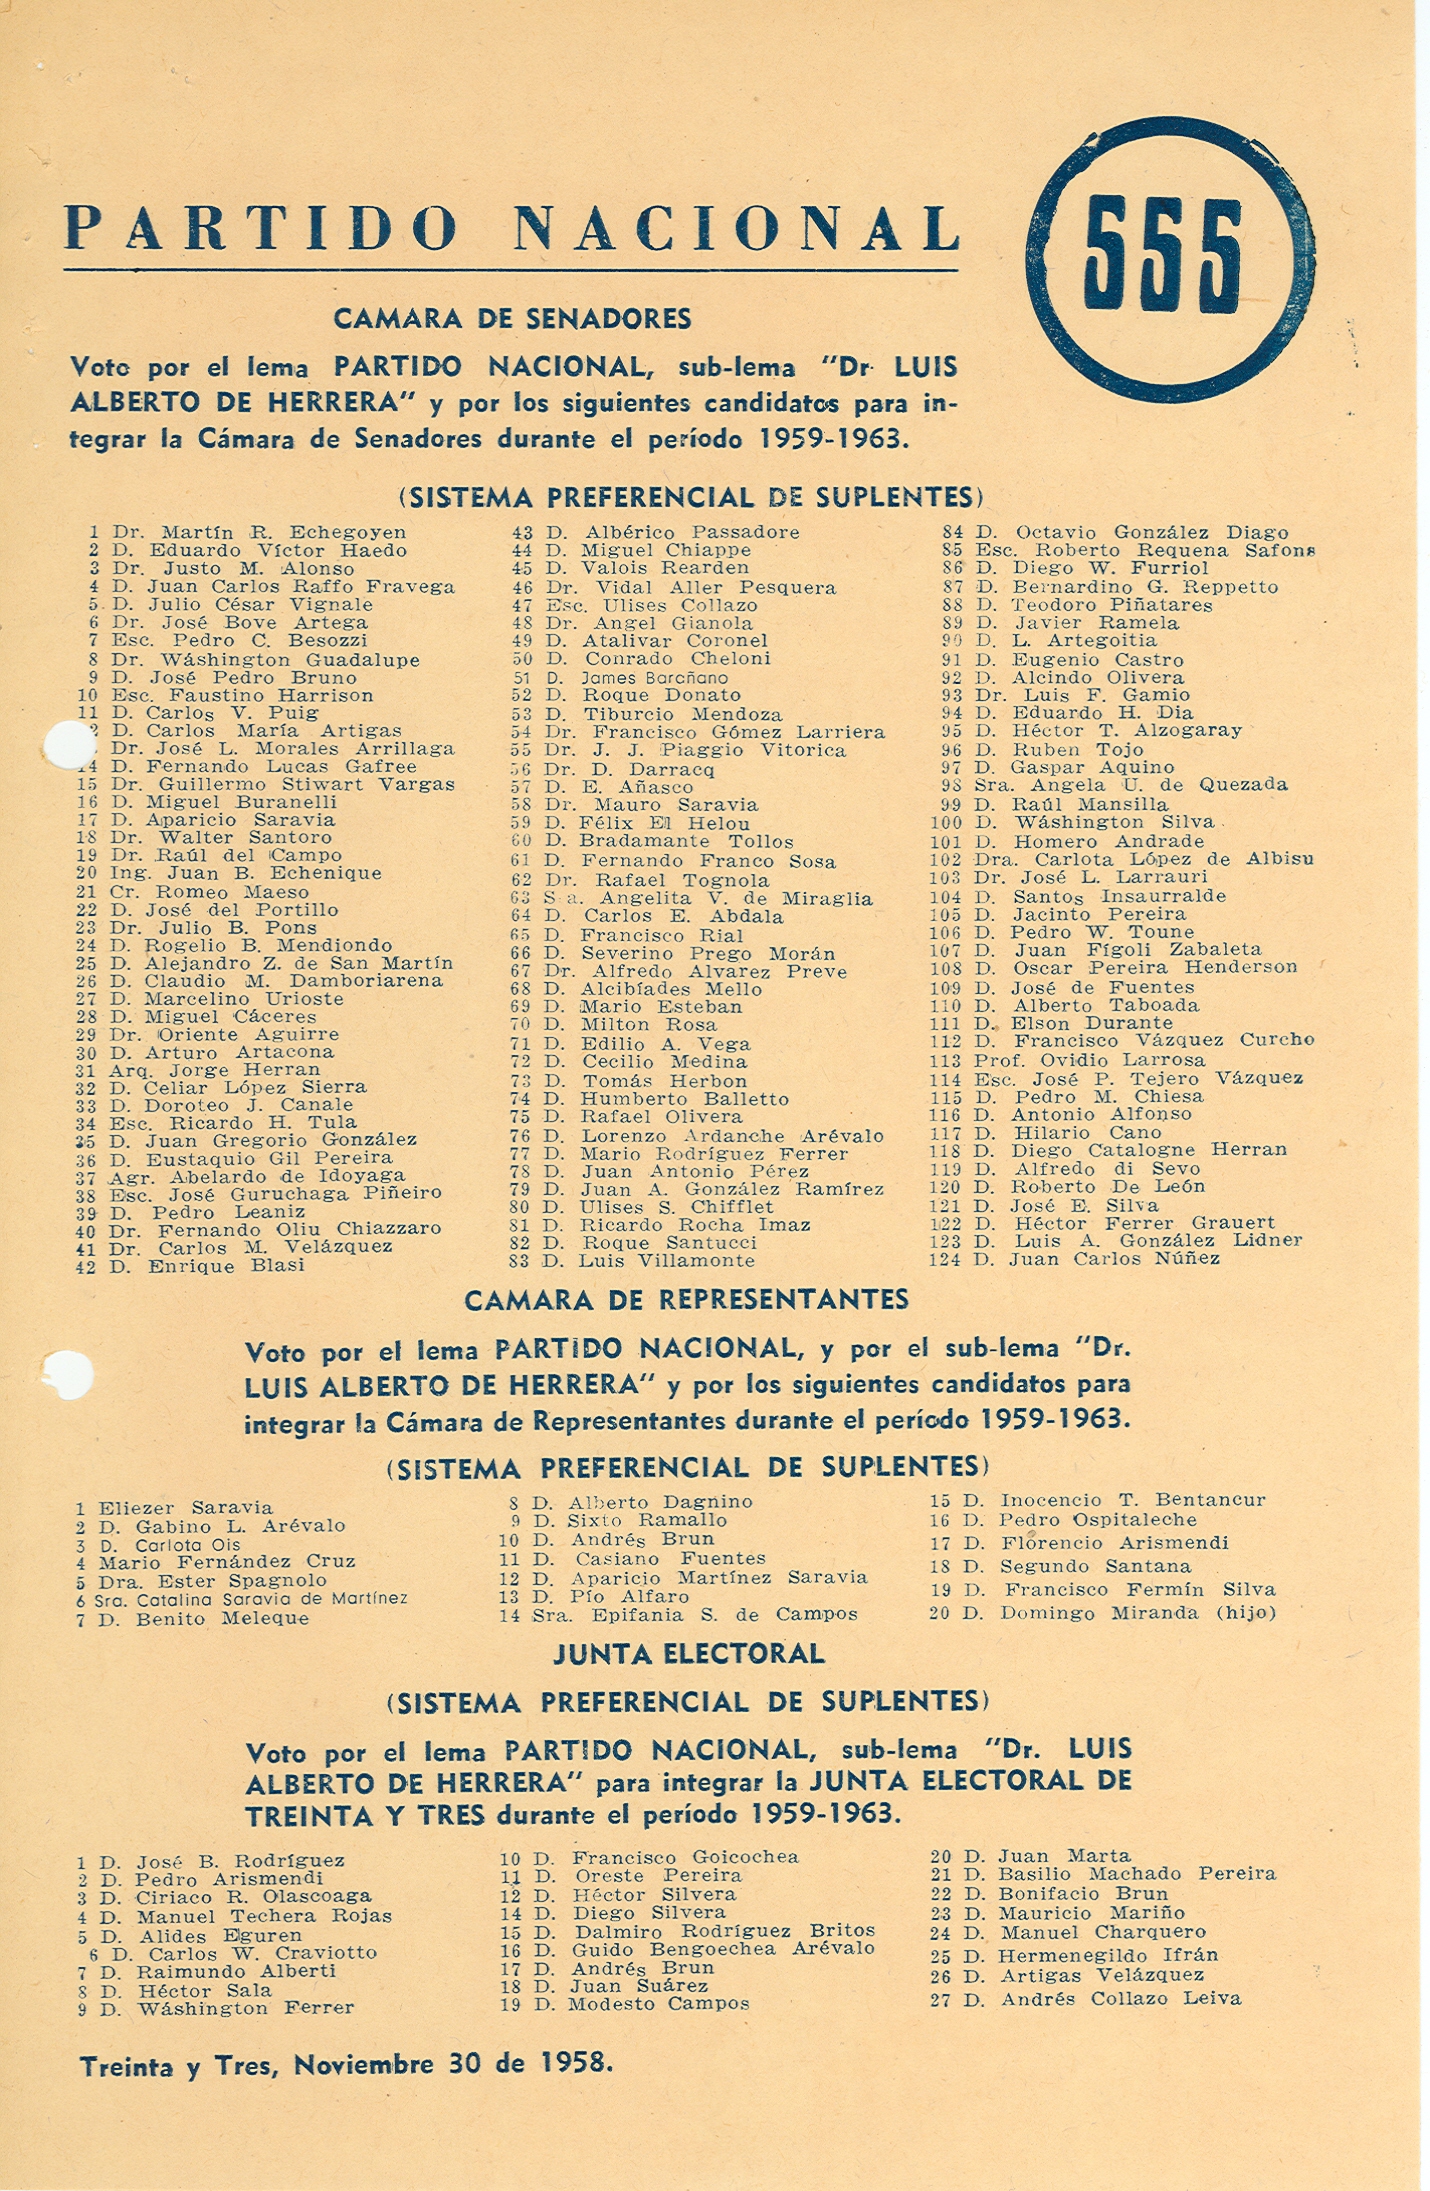 PARTIDO NACIONAL
555
CAMARA DE SENADORES
Voto por el lema PARTIDO NACIONAL, sub-lema "Dr. LUIS
ALBERTO DE HERRERA" y por los siguientes candidatos para in-
tegrar la Cámara de Senadores durante el período 1959-1963.
(SISTEMA PREFERENCIAL DE SUPLENTES)
1 Dr. Martín R. Echegoyen
2 D. Eduardo Víctor Haedo
3 Dr. Justo M. Alonso
4 D. Juan Carlos Raffo Fravega
5 D. Julio César Vignale
6 Dr. José Bove Artega
7 Esc. Pedro C. Besozzi
8 Dr. Wáshington Guadalupe
9 D. José Pedro Bruno
10 Esc. Faustino Harrison
11 D. Carlos V. Puig
D. Carlos María Artigas
Dr. José L. Morales Arrillaga
14 D. Fernando Lucas Gafree
15 Dr. Guillermo Stiwart Vargas
16 D. Miguel Buranelli
17 D. Aparicio Saravia
18 Dr. Walter Santoro
19 Dr. Raúl del Campo
20 Ing. Juan B. Echenique
21 Cr. Romeo Maeso
22 D. José del Portillo
23 Dr. Julio B. Pons
24 D. Rogelio B. Mendiondo
25 D. Alejandro Z. de San Martín
26 D. Claudio M. Damboriarena
27 D. Marcelino Urioste
28 D. Miguel Cáceres
29 Dr. Oriente Aguirre
30 D. Arturo Artacona
31 Arq. Jorge Herran
32 D. Celiar López Sierra
33 D. Doroteo J. Canale
34 Esc. Ricardo H. Tula
35 D. Juan Gregorio González
36 D. Eustaquio Gil Pereira
37 Agr. Abelardo de Idoyaga
38 Esc. José Guruchaga Piñeiro
39 D. Pedro Leaniz
40 Dr. Fernando Oliu Chiazzaro
41 Dr. Carlos M. Velázquez
42 D. Enrique Blasi
43 D. Albérico Passadore
44 D. Miguel Chiappe
45 D. Valois Rearden
46 Dr. Vidal Aller Pesquera
47 Esc. Ulises Collazo
48 Dr. Angel Gianola
49 D. Atalivar Coronel
50 D. Conrado Cheloni
51 D. James Barcñano
52 D. Roque Donato
53 D. Tiburcio Mendoza
54 Dr. Francisco Gómez Larriera
55 Dr. J. J. Piaggio Vitorica
56 Dr. D. Darracq
57 D. E. Añasco
58 Dr. Mauro Saravia
59 D. Félix El Helou
60 D. Bradamante Tollos
61 D. Fernando Franco Sosa
62 Dr. Rafael Tognola
63 S a. Angelita V. de Miraglia
64 D. Carlos E. Abdala
65 D. Francisco Rial
66 D. Severino Prego Morán
67 Dr. Alfredo Alvarez Preve
68 D. Alcibíades Mello
69 D. Mario Esteban
70 D. Milton Rosa
71 D. Edilio A. Vega
72 D. Cecilio Medina
73 D. Tomás Herbon
74 D. Humberto Balletto
75 D. Rafael Olivera
76 D. Lorenzo Ardanche Arévalo
77 D. Mario Rodríguez Ferrer
78 D. Juan Antonio Pérez
79 D. Juan A. González Ramírez
80 D. Ulises S. Chifflet
81 D. Ricardo Rocha Imaz
82 D. Roque Santucci
83 D. Luis Villamonte
84 D. Octavio González Diago
85 Esc. Roberto Requena Safons
86 D. Diego W. Furriol
87 D. Bernardino G. Reppetto
88 D. Teodoro Piñatares
89 D. Javier Ramela
90 D. L. Artegoitia
91 D. Eugenio Castro
92 D. Alcindo Olivera
93 Dr. Luis F. Gamio
94 D. Eduardo H. Dia
95 D. Héctor T. Alzogaray
96 D. Ruben Tojo
97 D. Gaspar Aquino
98 Sra. Angela U. de Quezada
99 D. Raúl Mansilla
100 D. Wáshington Silva
101 D. Homero Andrade
102 Dra. Carlota López de Albisu
103 Dr. José L. Larrauri
104 D. Santos Insaurralde
105 D. Jacinto Pereira
106 D. Pedro W. Toune
107 D. Juan Fígoli Zabaleta
108 D. Oscar Pereira Henderson
109 D. José de Fuentes
110 D. Alberto Taboada
111 D. Elson Durante
112 D. Francisco Vázquez Curcho
113 Prof. Ovidio Larrosa
114 Esc. José P. Tejero Vázquez
115 D. Pedro M. Chiesa
116 D. Antonio Alfonso
117 D. Hilario Cano
118 D. Diego Catalogne Herran
119 D. Alfredo di Sevo
120 D. Roberto De León
121 D. José E. Silva
122 D. Héctor Ferrer Grauert
123 D. Luis A. González Lidner
124 D. Juan Carlos Núñez
CAMARA DE REPRESENTANTES
Voto por el lema PARTIDO NACIONAL, y por el sub-lema "Dr.
LUIS ALBERTO DE HERRERA" y por los siguientes candidatos para
integrar la Cámara de Representantes durante el período 1959-1963.
(SISTEMA PREFERENCIAL DE SUPLENTES)
1 Eliezer Saravia
2 D. Gabino L. Arévalo
3 D. Carlota Ois
4 Mario Fernández Cruz
5 Dra. Ester Spagnolo
6 Sra. Catalina Saravia de Martínez
7 D. Benito Meleque
8 D. Alberto Dagnino
9 D. Sixto Ramallo
10 D. Andrés Brun
11 D. Casiano Fuentes
12 D. Aparicio Martínez Saravia
13 D. Pío Alfaro
14 Sra. Epifania S. de Campos
15 D. Inocencio T. Bentancur
16 D. Pedro Ospitaleche
17 D. Florencio Arismendi
18 D. Segundo Santana
19 D. Francisco Fermín Silva
20 D. Domingo Miranda (hijo)
JUNTA ELECTORAL
(SISTEMA PREFERENCIAL DE SUPLENTES)
Voto por el lema PARTIDO NACIONAL, sub-lema "Dr. LUIS
ALBERTO DE HERRERA" para integrar la JUNTA ELECTORAL DE
TREINTA Y TRES durante el período 1959-1963.
1 D. José B. Rodríguez
2 D. Pedro Arismendi
3 D. Ciriaco R. Olascoaga
4 D. Manuel Techera Rojas
5 D. Alides Eguren
6 D. Carlos W. Craviotto
7 D. Raimundo Alberti
8 D. Héctor Sala
9 D. Wáshington Ferrer
10 D. Francisco Goicochea
11 D. Oreste Pereira
12 D. Héctor Silvera
14 D. Diego Silvera
15 D. Dalmiro Rodríguez Britos
16 D. Guido Bengoechea Arévalo
17 D. Andrés Brun
18 D. Juan Suárez
19 D. Modesto Campos
20 D. Juan Marta
21 D. Basilio Machado Pereira
22 D. Bonifacio Brun
23 D. Mauricio Mariño
24 D. Manuel Charquero
25 D. Hermenegildo Ifrán
26 D. Artigas Velázquez
27 D. Andrés Collazo Leiva
Treinta y Tres, Noviembre 30 de 1958.